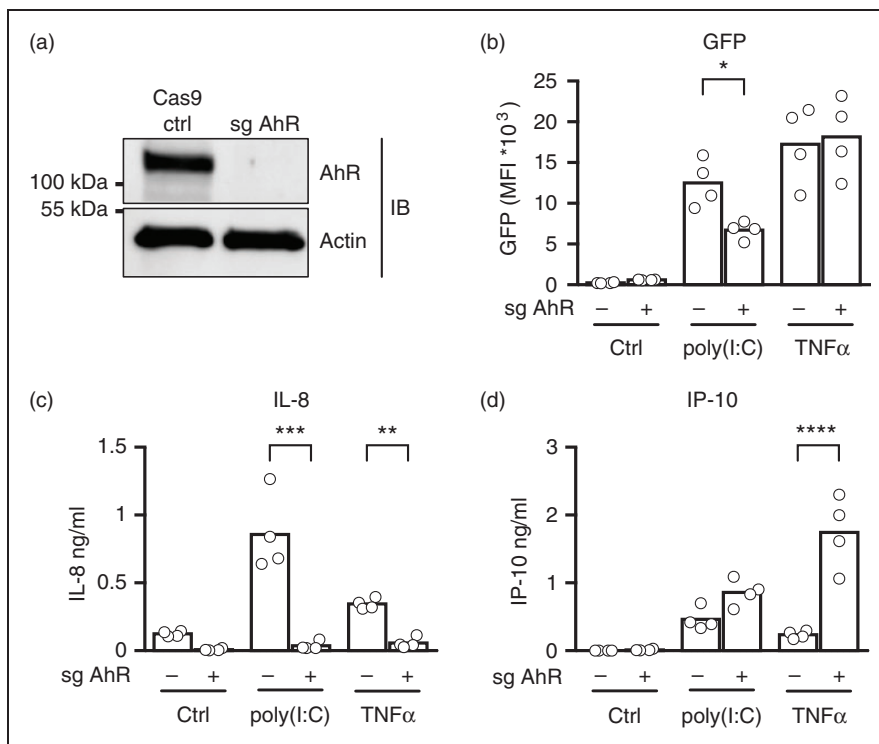 (a)
Cas9
ctrl
sg AhR
100 kDa
55 kDa
AhR
Actin
IB
(b)
GFP
*
GFP (MFI *10^3)
25
20
15
10
5
0
sg AhR
– + – + – +
Ctrl poly(I:C) TNFα
(c)
IL-8
*** **
IL-8 ng/ml
1.5
1
0.5
0
sg AhR – + – + – +
Ctrl poly(I:C) TNFα
(d)
IP-10
****
IP-10 ng/ml
3
2
1
0
sg AhR – + – + – +
Ctrl poly(I:C) TNFα